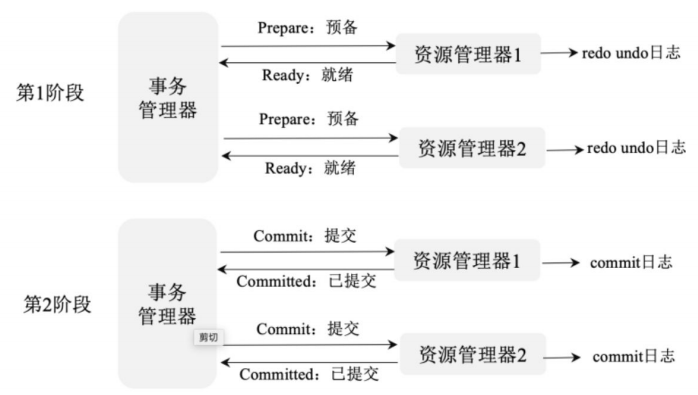 Prepare：预备
资源管理器1
redo undo日志
Ready：就绪
第1阶段
事务
管理器
Prepare：预备
资源管理器2
redo undo日志
Ready：就绪
Commit：提交
资源管理器1
commit日志
Committed：已提交
第2阶段
事务
管理器
剪切
Commit：提交
资源管理器2
commit日志
Committed：已提交